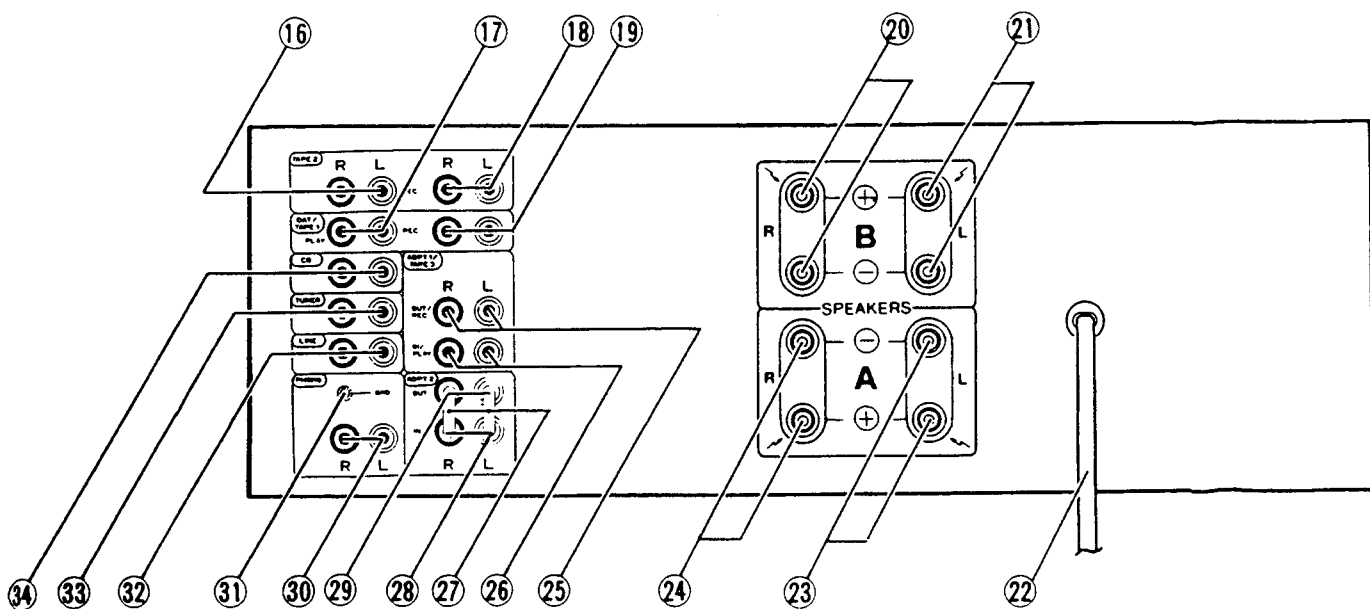 16 17 18 19 20 21
TAPE 2 R L R L
DAT / TAPE 1 PLAY REC
CD ADPT 1/ TAPE 3
R L
TUNER OUT/ REC
LINE IN/ PLAY
PHONO GND ADPT 2 OUT
IN
R L R L
R + B L
−
SPEAKERS
−
R A L
+
34 33 32 31 30 29 28 27 26 25 24 23 22